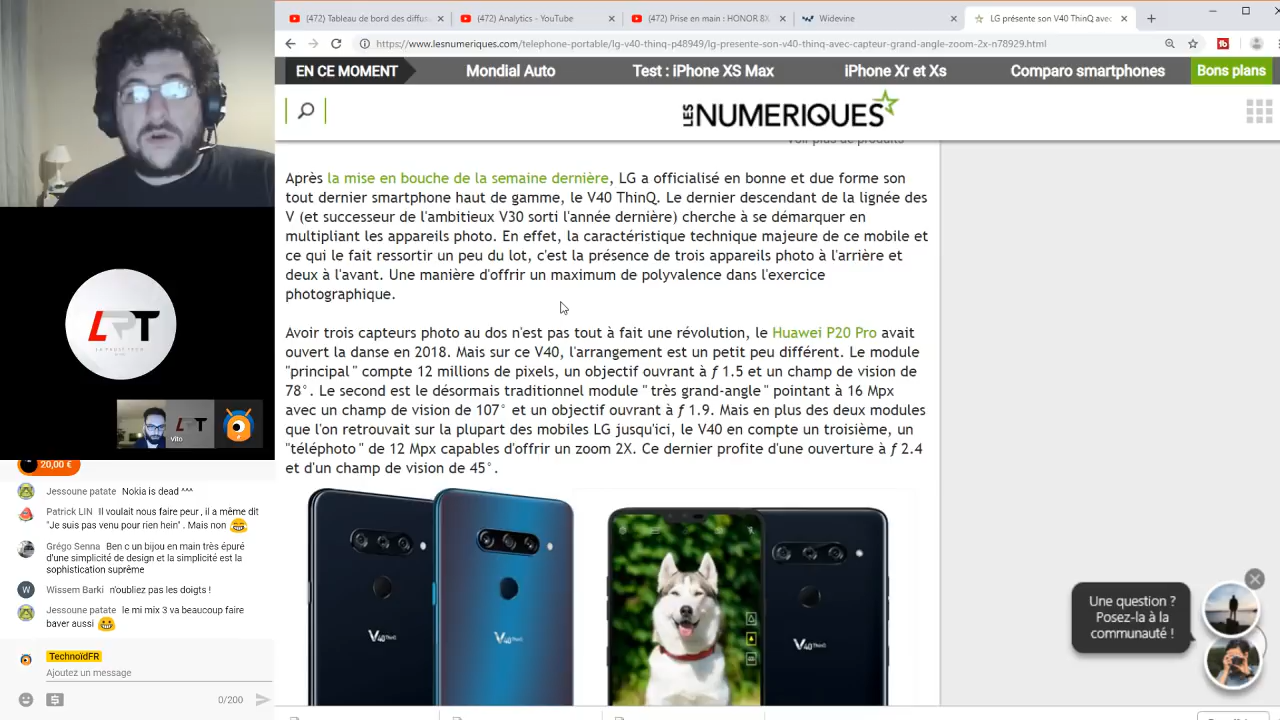 (472) Tableau de bord des diffus
(472) Analytics - YouTube
(472) Prise en main : HONOR 8X
Widevine
LG présente son V40 ThinQ avec
https://www.lesnumeriques.com/telephone-portable/lg-v40-thinq-p48949/lg-presente-son-v40-thinq-avec-capteur-grand-angle-zoom-2x-n78929.html
EN CE MOMENT
Mondial Auto
Test : iPhone XS Max
iPhone Xr et Xs
Comparo smartphones
Bons plans
LES NUMERIQUES
Voir plus de produits
Après la mise en bouche de la semaine dernière, LG a officialisé en bonne et due forme son
tout dernier smartphone haut de gamme, le V40 ThinQ. Le dernier descendant de la lignée des
V (et successeur de l'ambitieux V30 sorti l'année dernière) cherche à se démarquer en
multipliant les appareils photo. En effet, la caractéristique technique majeure de ce mobile et
ce qui le fait ressortir un peu du lot, c'est la présence de trois appareils photo à l'arrière et
deux à l'avant. Une manière d'offrir un maximum de polyvalence dans l'exercice
photographique.
Avoir trois capteurs photo au dos n'est pas tout à fait une révolution, le Huawei P20 Pro avait
ouvert la danse en 2018. Mais sur ce V40, l'arrangement est un petit peu différent. Le module
"principal" compte 12 millions de pixels, un objectif ouvrant à ƒ 1.5 et un champ de vision de
78°. Le second est le désormais traditionnel module "très grand-angle" pointant à 16 Mpx
avec un champ de vision de 107° et un objectif ouvrant à ƒ 1.9. Mais en plus des deux modules
que l'on retrouvait sur la plupart des mobiles LG jusqu'ici, le V40 en compte un troisième, un
"téléphoto" de 12 Mpx capables d'offrir un zoom 2X. Ce dernier profite d'une ouverture à ƒ 2.4
et d'un champ de vision de 45°.
V40 ThinQ
V40 ThinQ
V40 ThinQ
Une question ?
Posez-la à la
communauté !
LRT
LRT
vito
20,00 €
Jessoune patate Nokia is dead ^^^
Patrick LIN Il voulait nous faire peur , il a même dit
"Je suis pas venu pour rien hein" . Mais non
Grégo Senna Ben c un bijou en main très épuré
d'une simplicité de design et la simplicité est la
sophistication suprême
W
Wissem Barki n'oubliez pas les doigts !
Jessoune patate le mi mix 3 va beaucoup faire
baver aussi
TechnoïdFR
Ajoutez un message
0/200